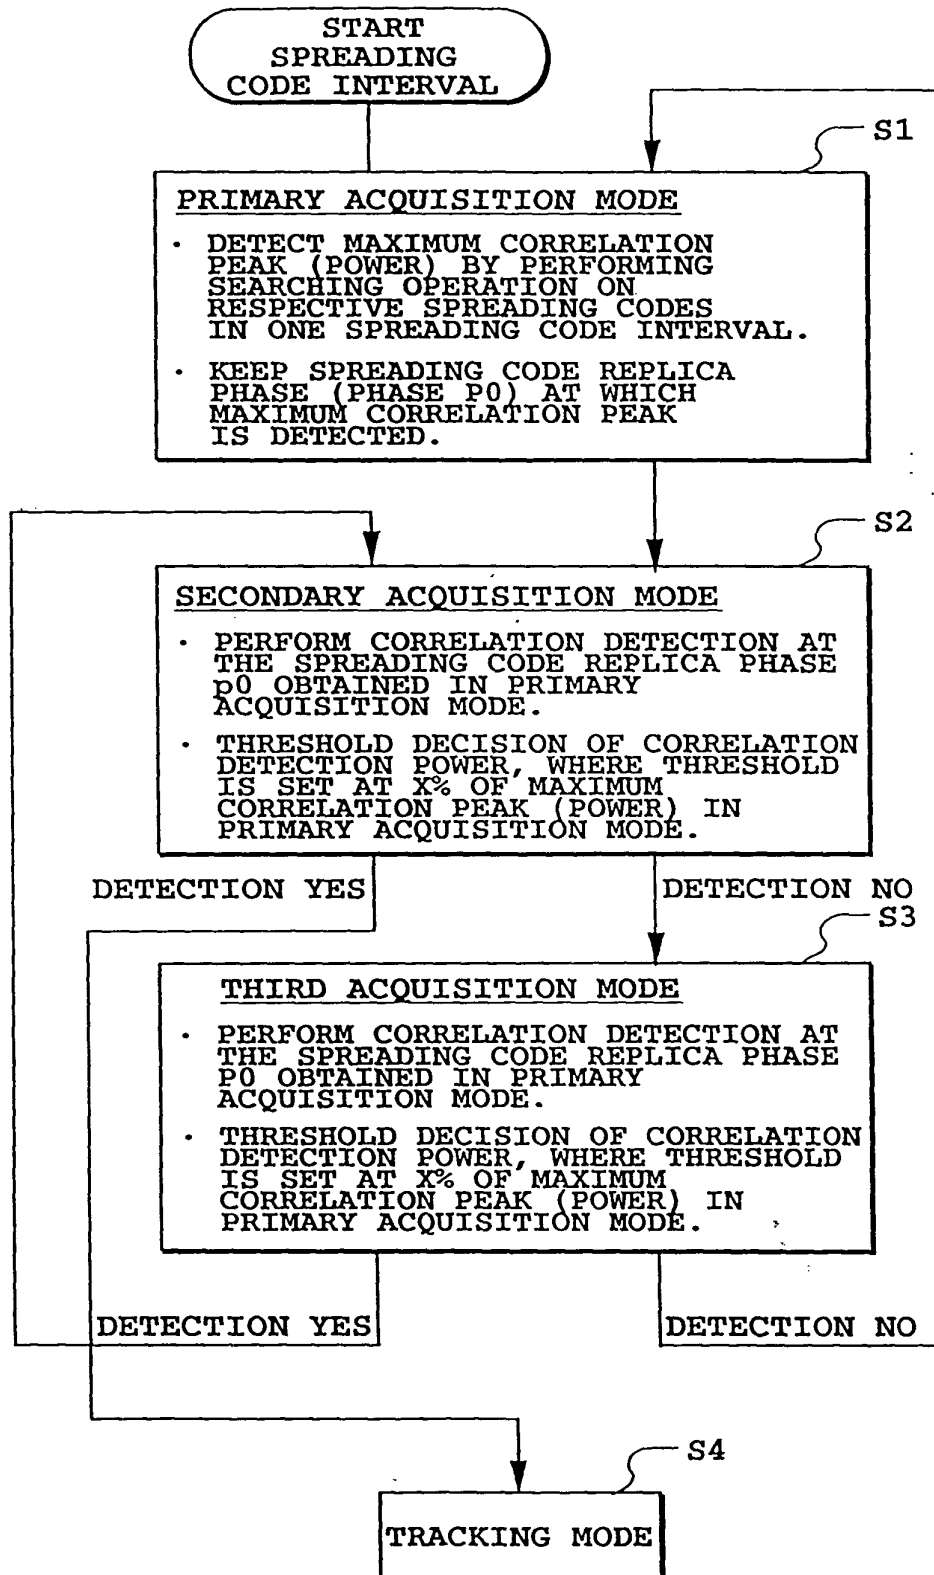 START
SPREADING
CODE INTERVAL
S1
PRIMARY ACQUISITION MODE
· DETECT MAXIMUM CORRELATION
PEAK (POWER) BY PERFORMING
SEARCHING OPERATION ON
RESPECTIVE SPREADING CODES
IN ONE SPREADING CODE INTERVAL.
· KEEP SPREADING CODE REPLICA
PHASE (PHASE P0) AT WHICH
MAXIMUM CORRELATION PEAK
IS DETECTED.
S2
SECONDARY ACQUISITION MODE
· PERFORM CORRELATION DETECTION AT
THE SPREADING CODE REPLICA PHASE
p0 OBTAINED IN PRIMARY
ACQUISITION MODE.
· THRESHOLD DECISION OF CORRELATION
DETECTION POWER, WHERE THRESHOLD
IS SET AT X% OF MAXIMUM
CORRELATION PEAK (POWER) IN
PRIMARY ACQUISITION MODE.
DETECTION YES
DETECTION NO
S3
THIRD ACQUISITION MODE
· PERFORM CORRELATION DETECTION AT
THE SPREADING CODE REPLICA PHASE
P0 OBTAINED IN PRIMARY
ACQUISITION MODE.
· THRESHOLD DECISION OF CORRELATION
DETECTION POWER, WHERE THRESHOLD
IS SET AT X% OF MAXIMUM
CORRELATION PEAK (POWER) IN
PRIMARY ACQUISITION MODE.
DETECTION YES
DETECTION NO
S4
TRACKING MODE